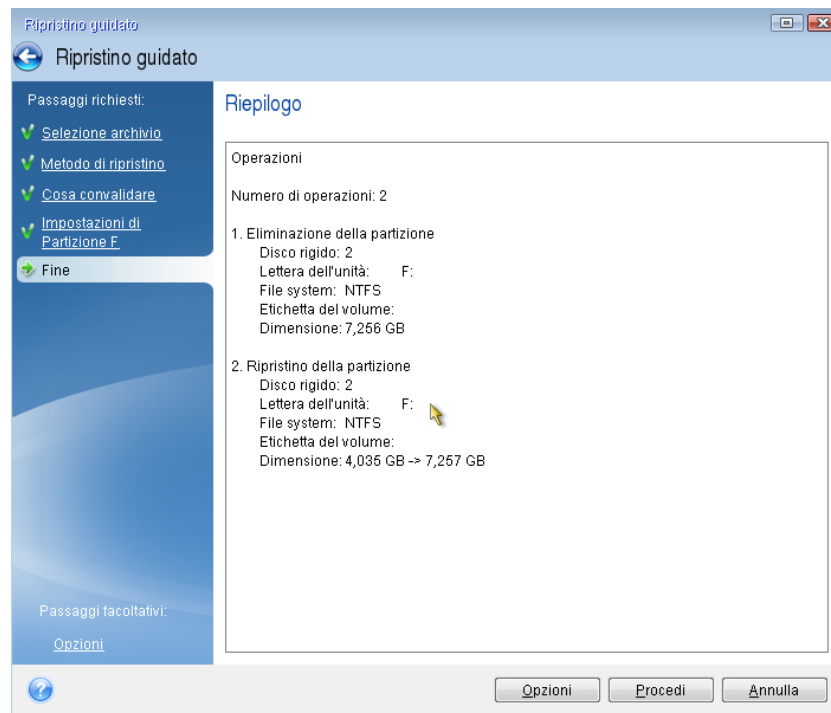 Ripristino guidato
Ripristino guidato
Passaggi richiesti:
Selezione archivio
Metodo di ripristino
Cosa convalidare
Impostazioni di
Partizione F
Fine
Passaggi facoltativi:
Opzioni
Riepilogo
Operazioni
Numero di operazioni: 2
1. Eliminazione della partizione
Disco rigido: 2
Lettera dell'unità: F:
File system: NTFS
Etichetta del volume:
Dimensione: 7,256 GB
2. Ripristino della partizione
Disco rigido: 2
Lettera dell'unità: F:
File system: NTFS
Etichetta del volume:
Dimensione: 4,035 GB -> 7,257 GB
Opzioni Procedi Annulla